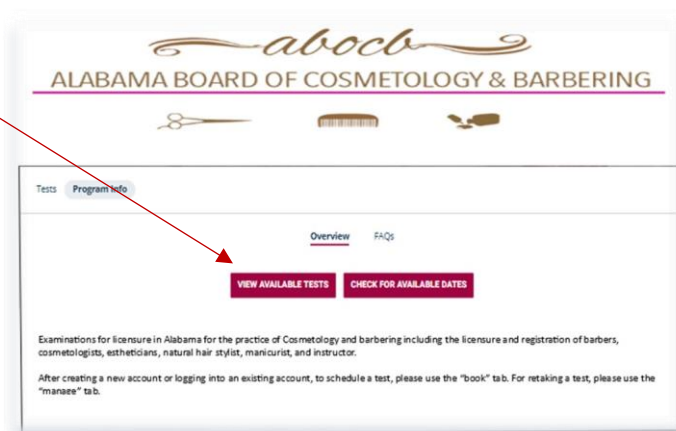 abocb
ALABAMA BOARD OF COSMETOLOGY & BARBERING
Tests Program Info
Overview FAQs
VIEW AVAILABLE TESTS CHECK FOR AVAILABLE DATES
Examinations for licensure in Alabama for the practice of Cosmetology and barbering including the licensure and registration of barbers,
cosmetologists, estheticians, natural hair stylist, manicurist, and instructor.
After creating a new account or logging into an existing account, to schedule a test, please use the “book” tab. For retaking a test, please use the
“manage” tab.